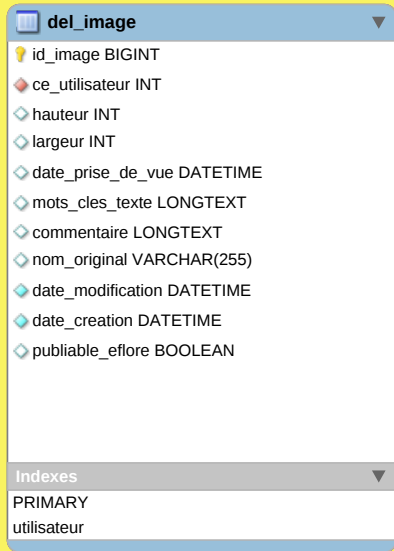 del_image
id_image BIGINT
ce_utilisateur INT
hauteur INT
largeur INT
date_prise_de_vue DATETIME
mots_cles_texte LONGTEXT
commentaire LONGTEXT
nom_original VARCHAR(255)
date_modification DATETIME
date_creation DATETIME
publiable_eflore BOOLEAN
Indexes
PRIMARY
utilisateur